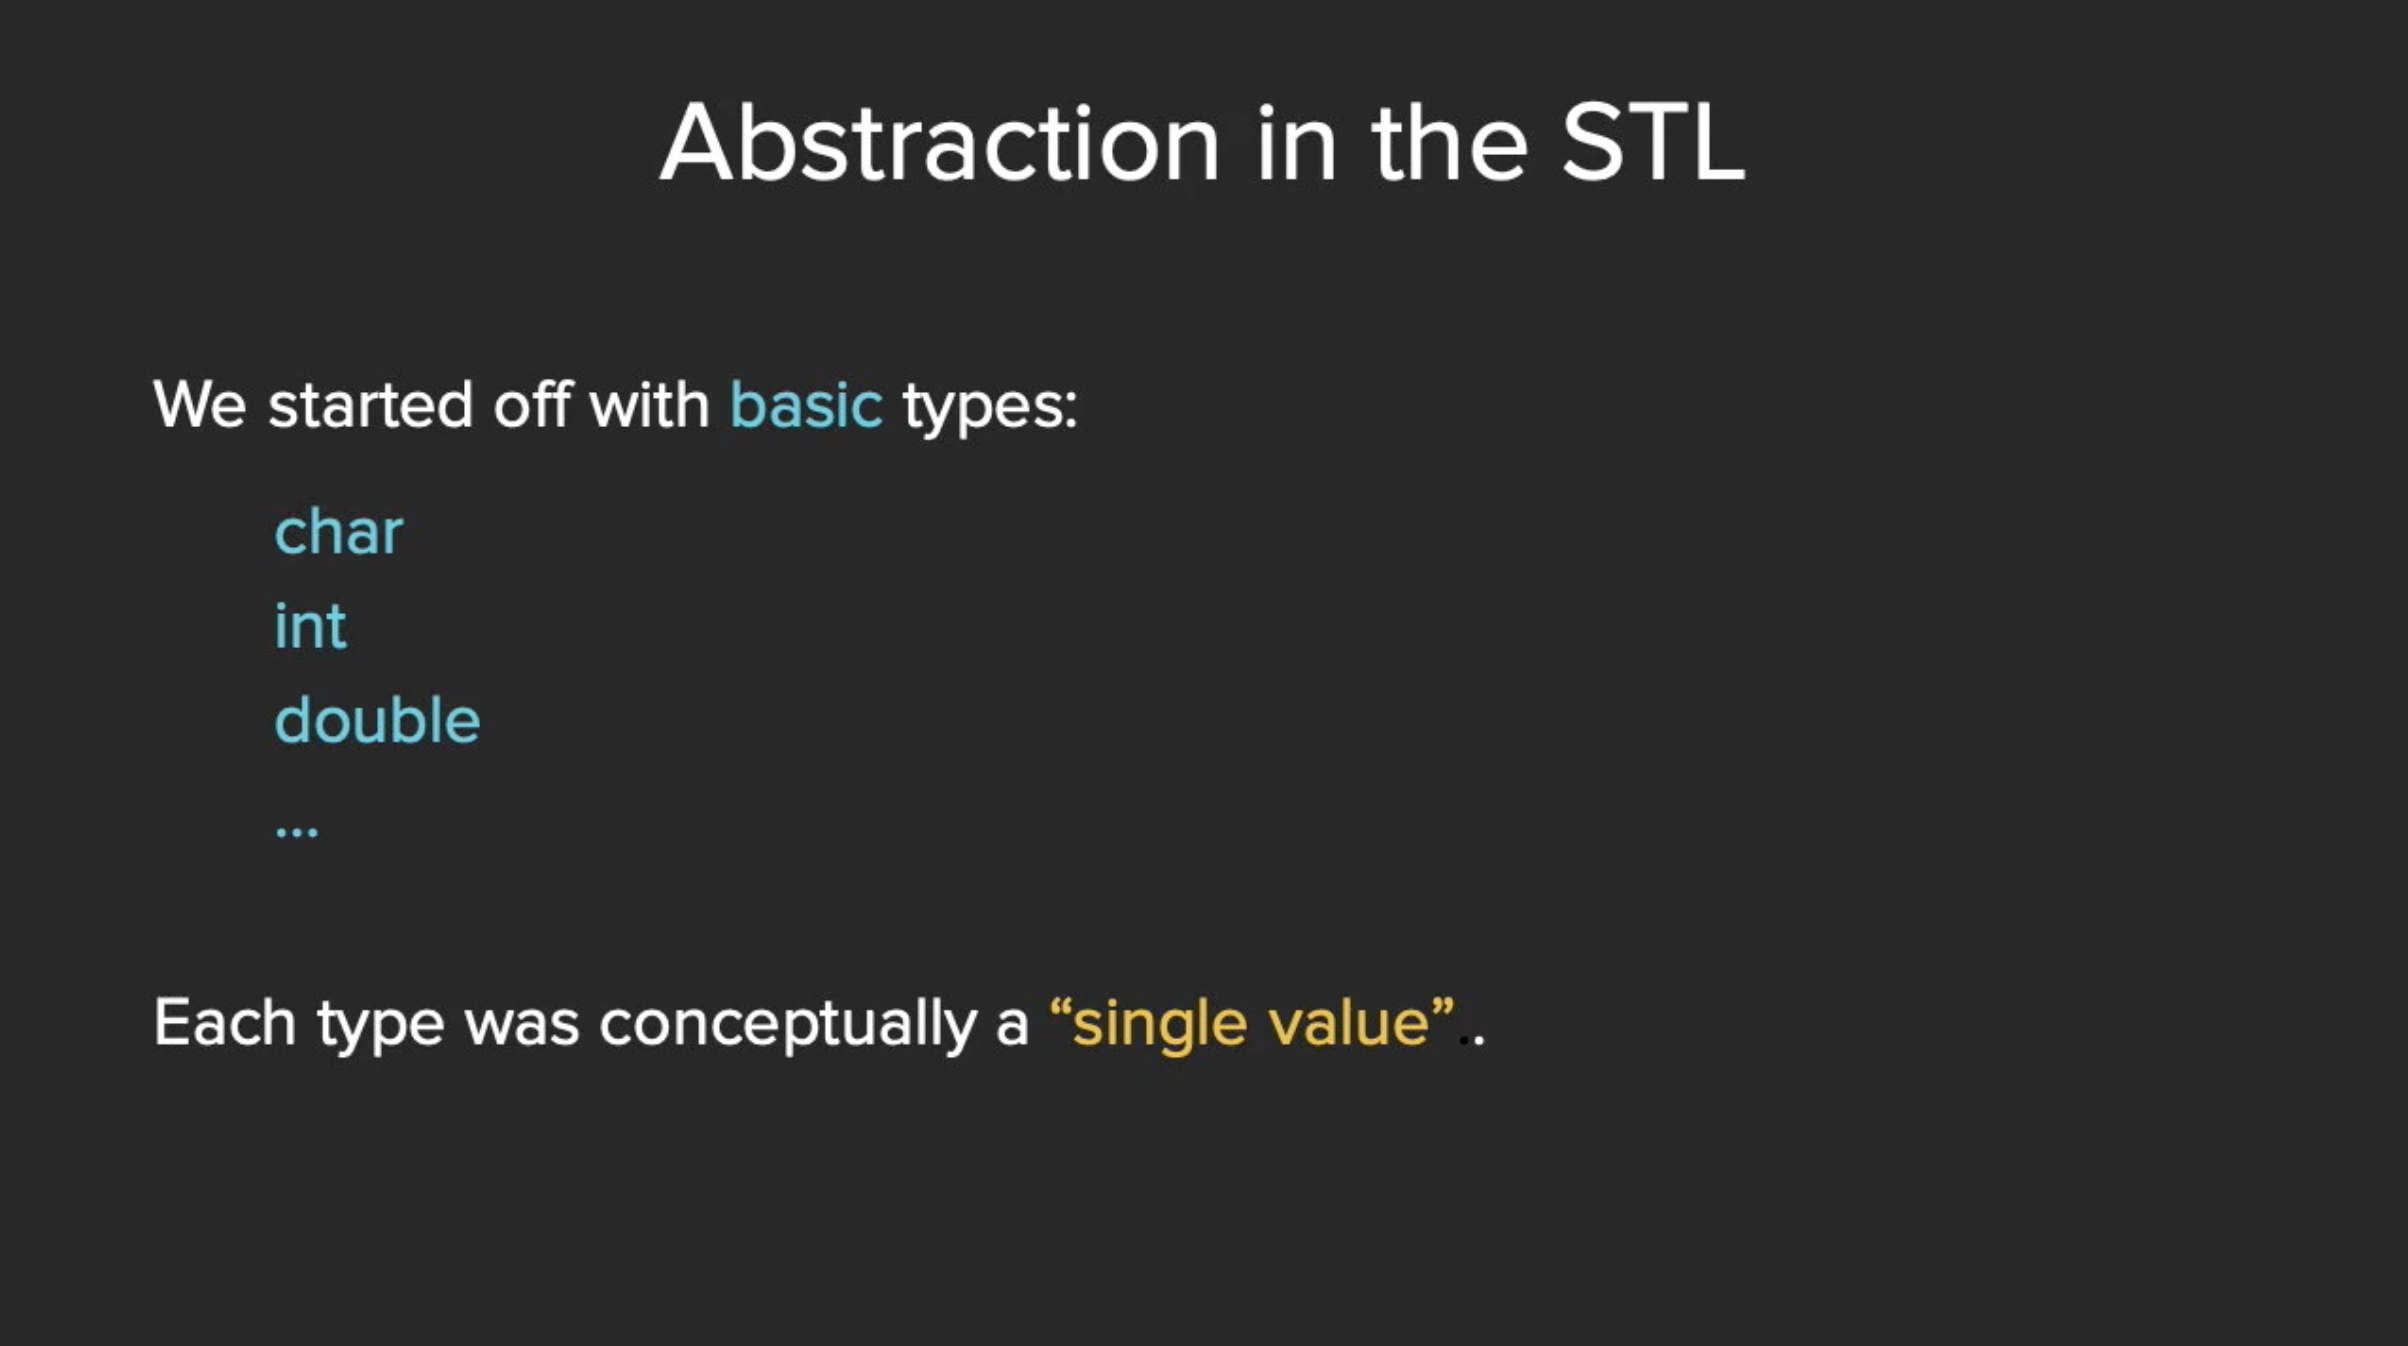 Abstraction in the STL
We started off with basic types:
char
int
double
...
Each type was conceptually a “single value”..